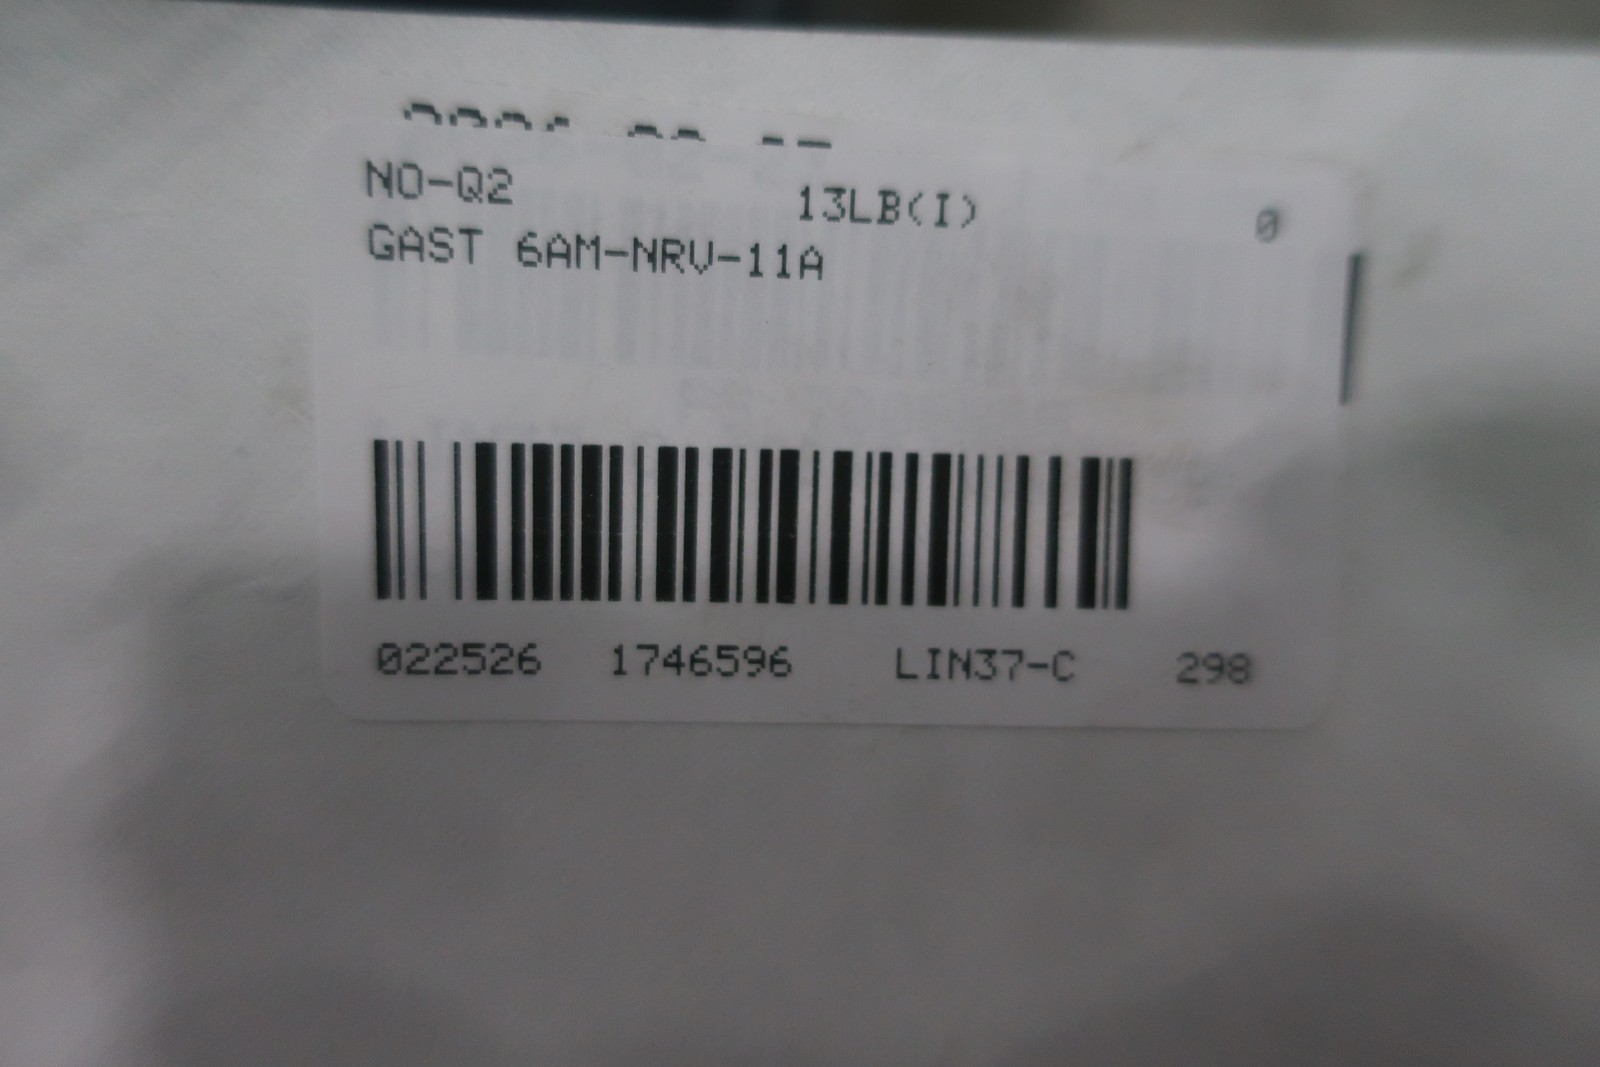 NO-Q2 13LB(I) 0
GAST 6AM-NRV-11A
022526 1746596 LIN37-C 298